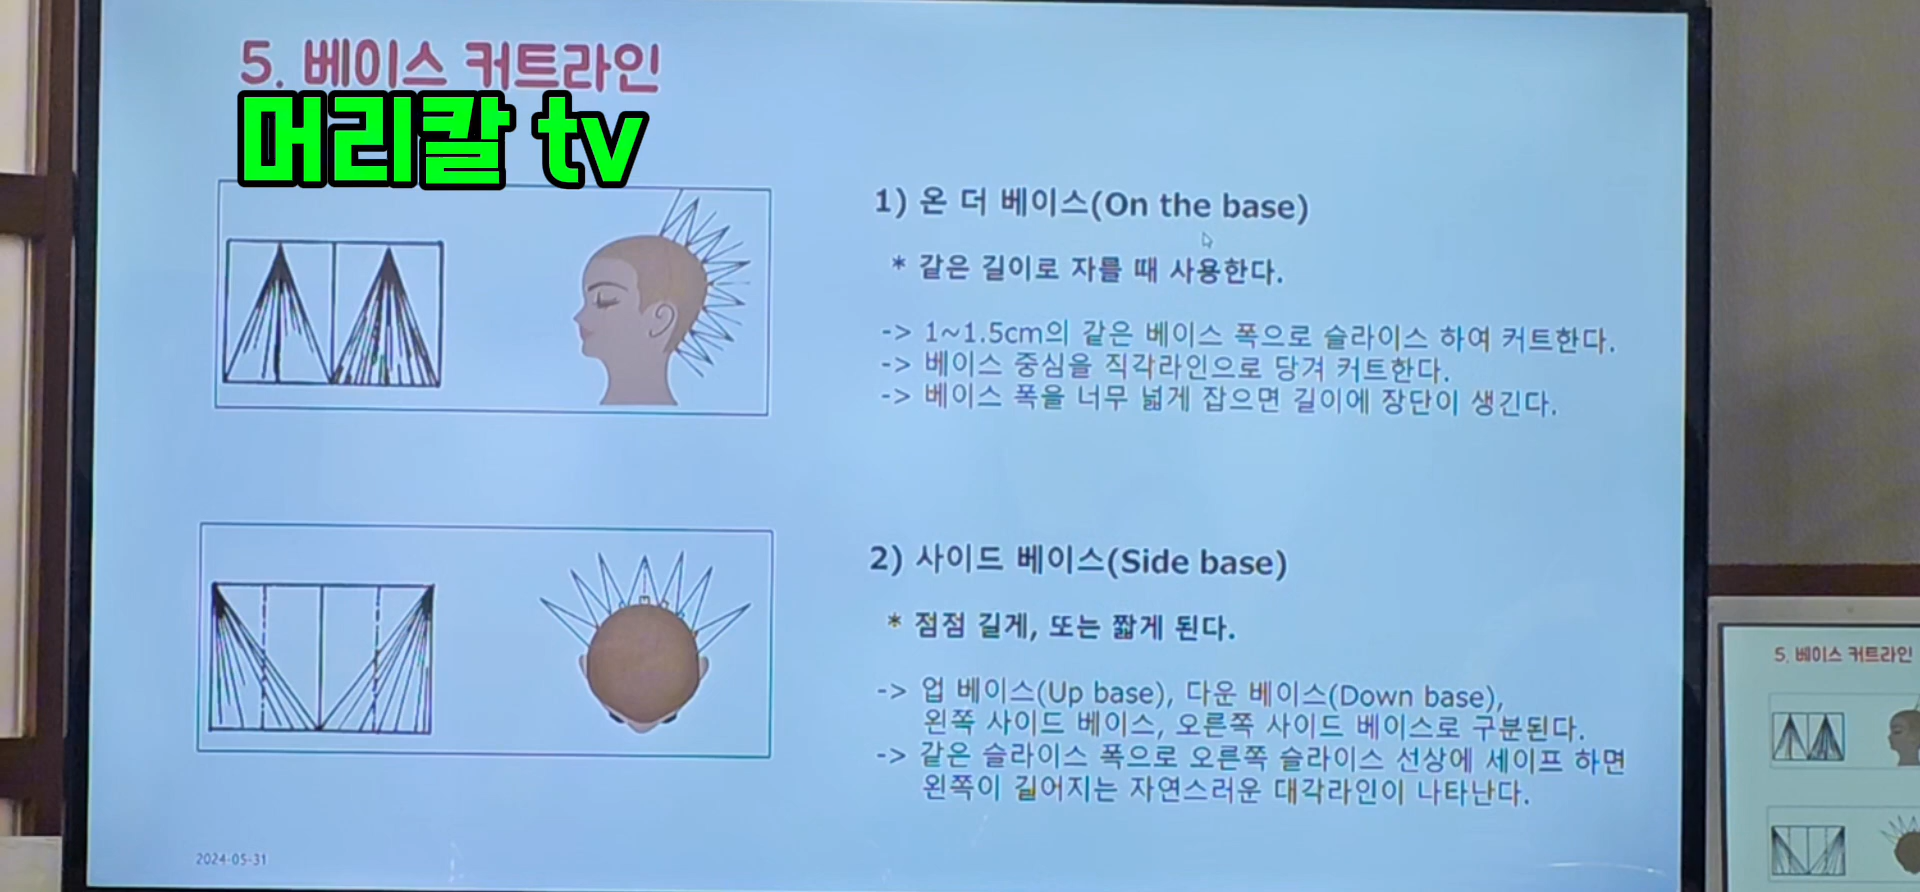 5. 베이스 커트라인
머리칼 tv
1) 온 더 베이스(On the base)
* 같은 길이로 자를 때 사용한다.
-> 1~1.5cm의 같은 베이스 폭으로 슬라이스 하여 커트한다.
-> 베이스 중심을 직각라인으로 당겨 커트한다.
-> 베이스 폭을 너무 넓게 잡으면 길이에 장단이 생긴다.
2) 사이드 베이스(Side base)
* 점점 길게, 또는 짧게 된다.
-> 업 베이스(Up base), 다운 베이스(Down base),
왼쪽 사이드 베이스, 오른쪽 사이드 베이스로 구분된다.
-> 같은 슬라이스 폭으로 오른쪽 슬라이스 선상에 세이프 하면
왼쪽이 길어지는 자연스러운 대각라인이 나타난다.
2024-05-31
5. 베이스 커트라인